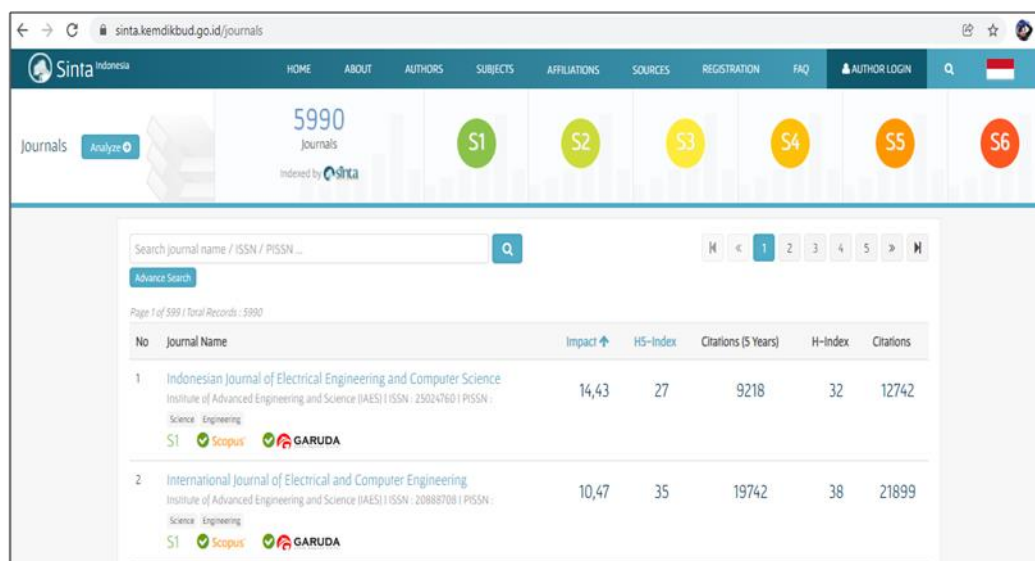 sinta.kemdikbud.go.id/journals
Sinta Indonesia
HOME ABOUT AUTHORS SUBJECTS AFFILIATIONS SOURCES REGISTRATION FAQ AUTHOR LOGIN
Journals Analyze
5990
Journals
Indexed by sinta
S1 S2 S3 S4 S5 S6
Search journal name / ISSN / PISSN ...
1 2 3 4 5
Advance Search
Page 1 of 599 | Total Records : 5990
No Journal Name Impact H5-Index Citations (5 Years) H-Index Citations
1 Indonesian Journal of Electrical Engineering and Computer Science 14,43 27 9218 32 12742
Institute of Advanced Engineering and Science (IAES) | ISSN : 25024760 | PISSN :
Science Engineering
S1 Scopus GARUDA
2 International Journal of Electrical and Computer Engineering 10,47 35 19742 38 21899
Institute of Advanced Engineering and Science (IAES) | ISSN : 20888708 | PISSN :
Science Engineering
S1 Scopus GARUDA